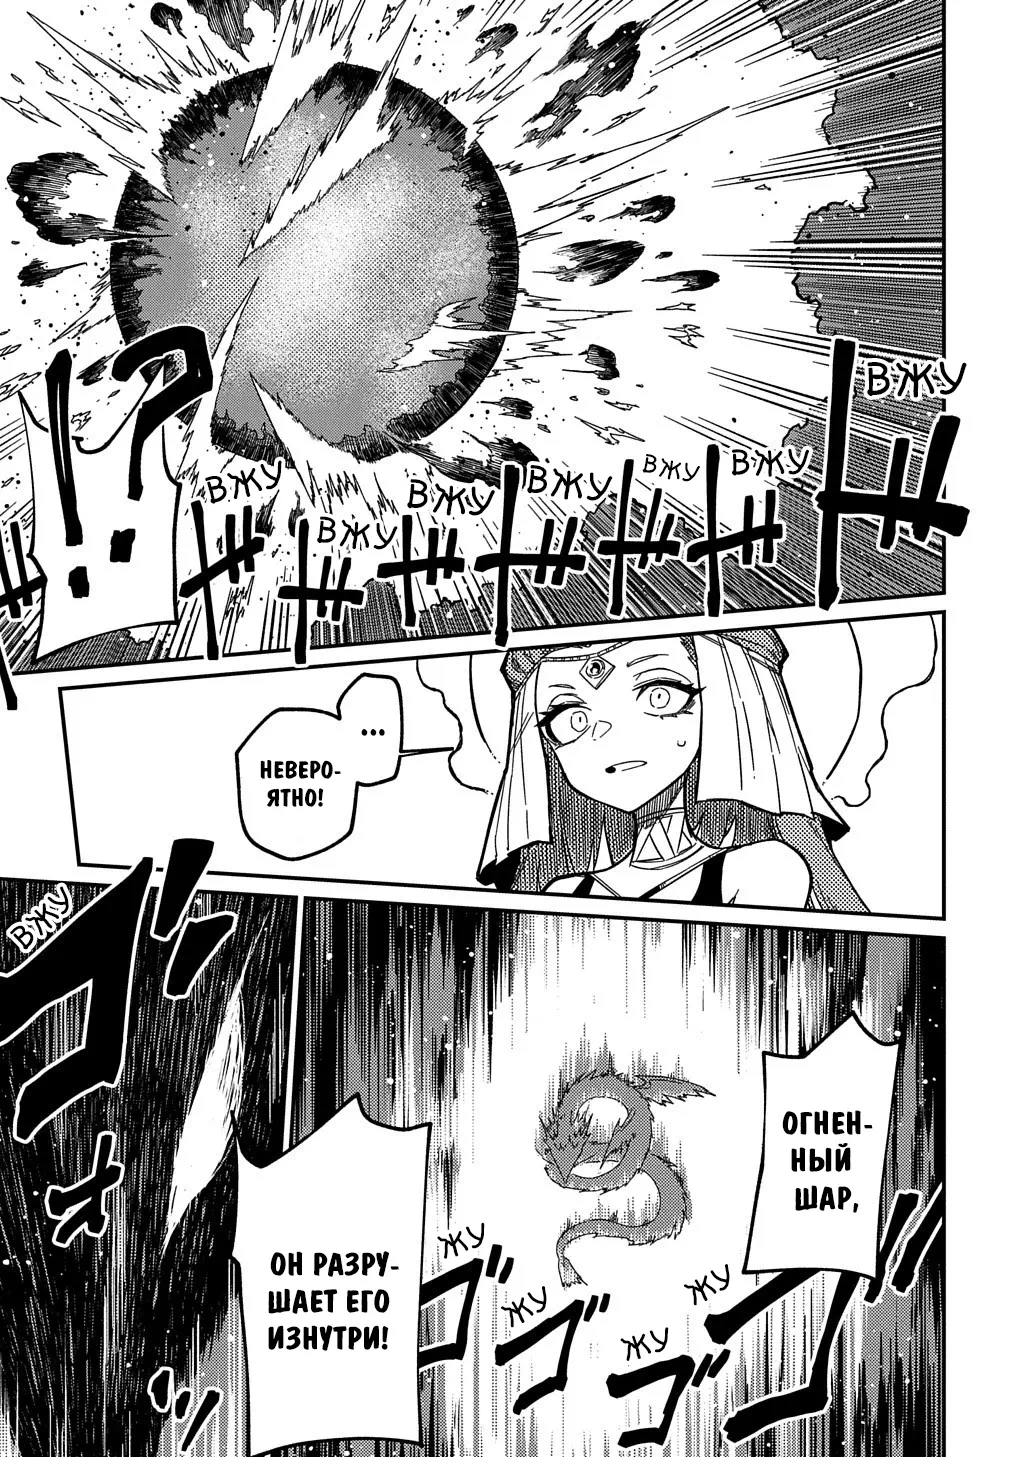 ВЖУ
ВЖУ
ВЖУ
ВЖУ
ВЖУ
ВЖУ
ВЖУ
!?
...
НЕВЕРО-
ЯТНО!
ОГНЕН-
НЫЙ
ШАР,
ОН РАЗРУ-
ШАЕТ ЕГО
ИЗНУТРИ!
ЖУ
ЖУ
ЖУ
ЖУ
ВЖУ
ゴゴゴゴ